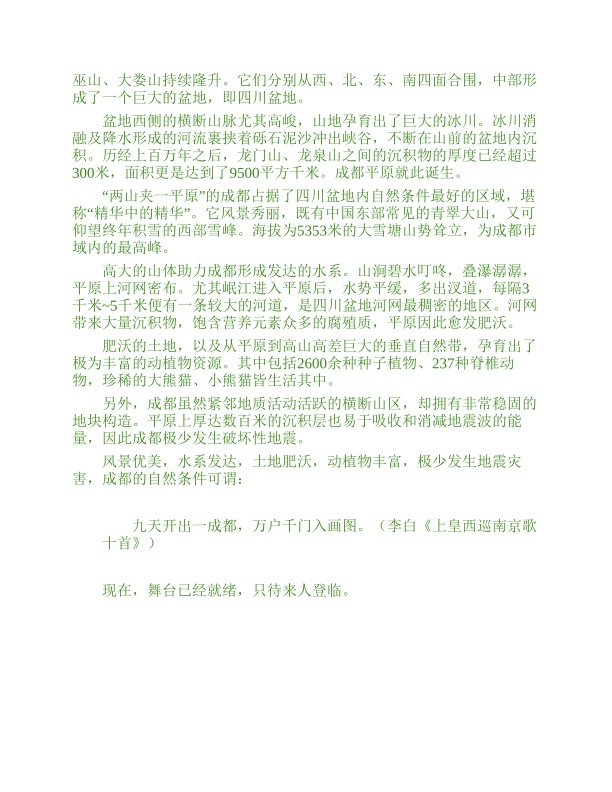 巫山、大娄山持续隆升。它们分别从西、北、东、南四面合围，中部形
成了一个巨大的盆地，即四川盆地。
盆地西侧的横断山脉尤其高峻，山地孕育出了巨大的冰川。冰川消
融及降水形成的河流裹挟着砾石泥沙冲出峡谷，不断在山前的盆地内沉
积。历经上百万年之后，龙门山、龙泉山之间的沉积物的厚度已经超过
300米，面积更是达到了9500平方千米。成都平原就此诞生。
“两山夹一平原”的成都占据了四川盆地内自然条件最好的区域，堪
称“精华中的精华”。它风景秀丽，既有中国东部常见的青翠大山，又可
仰望终年积雪的西部雪峰。海拔为5353米的大雪塘山势耸立，为成都市
域内的最高峰。
高大的山体助力成都形成发达的水系。山涧碧水叮咚，叠瀑潺潺，
平原上河网密布。尤其岷江进入平原后，水势平缓，多出汊道，每隔3
千米~5千米便有一条较大的河道，是四川盆地河网最稠密的地区。河网
带来大量沉积物，饱含营养元素众多的腐殖质，平原因此愈发肥沃。
肥沃的土地，以及从平原到高山高差巨大的垂直自然带，孕育出了
极为丰富的动植物资源。其中包括2600余种种子植物、237种脊椎动
物，珍稀的大熊猫、小熊猫皆生活其中。
另外，成都虽然紧邻地质活动活跃的横断山区，却拥有非常稳固的
地块构造。平原上厚达数百米的沉积层也易于吸收和消减地震波的能
量，因此成都极少发生破坏性地震。
风景优美，水系发达，土地肥沃，动植物丰富，极少发生地震灾
害，成都的自然条件可谓：
九天开出一成都，万户千门入画图。（李白《上皇西巡南京歌
十首》）
现在，舞台已经就绪，只待来人登临。